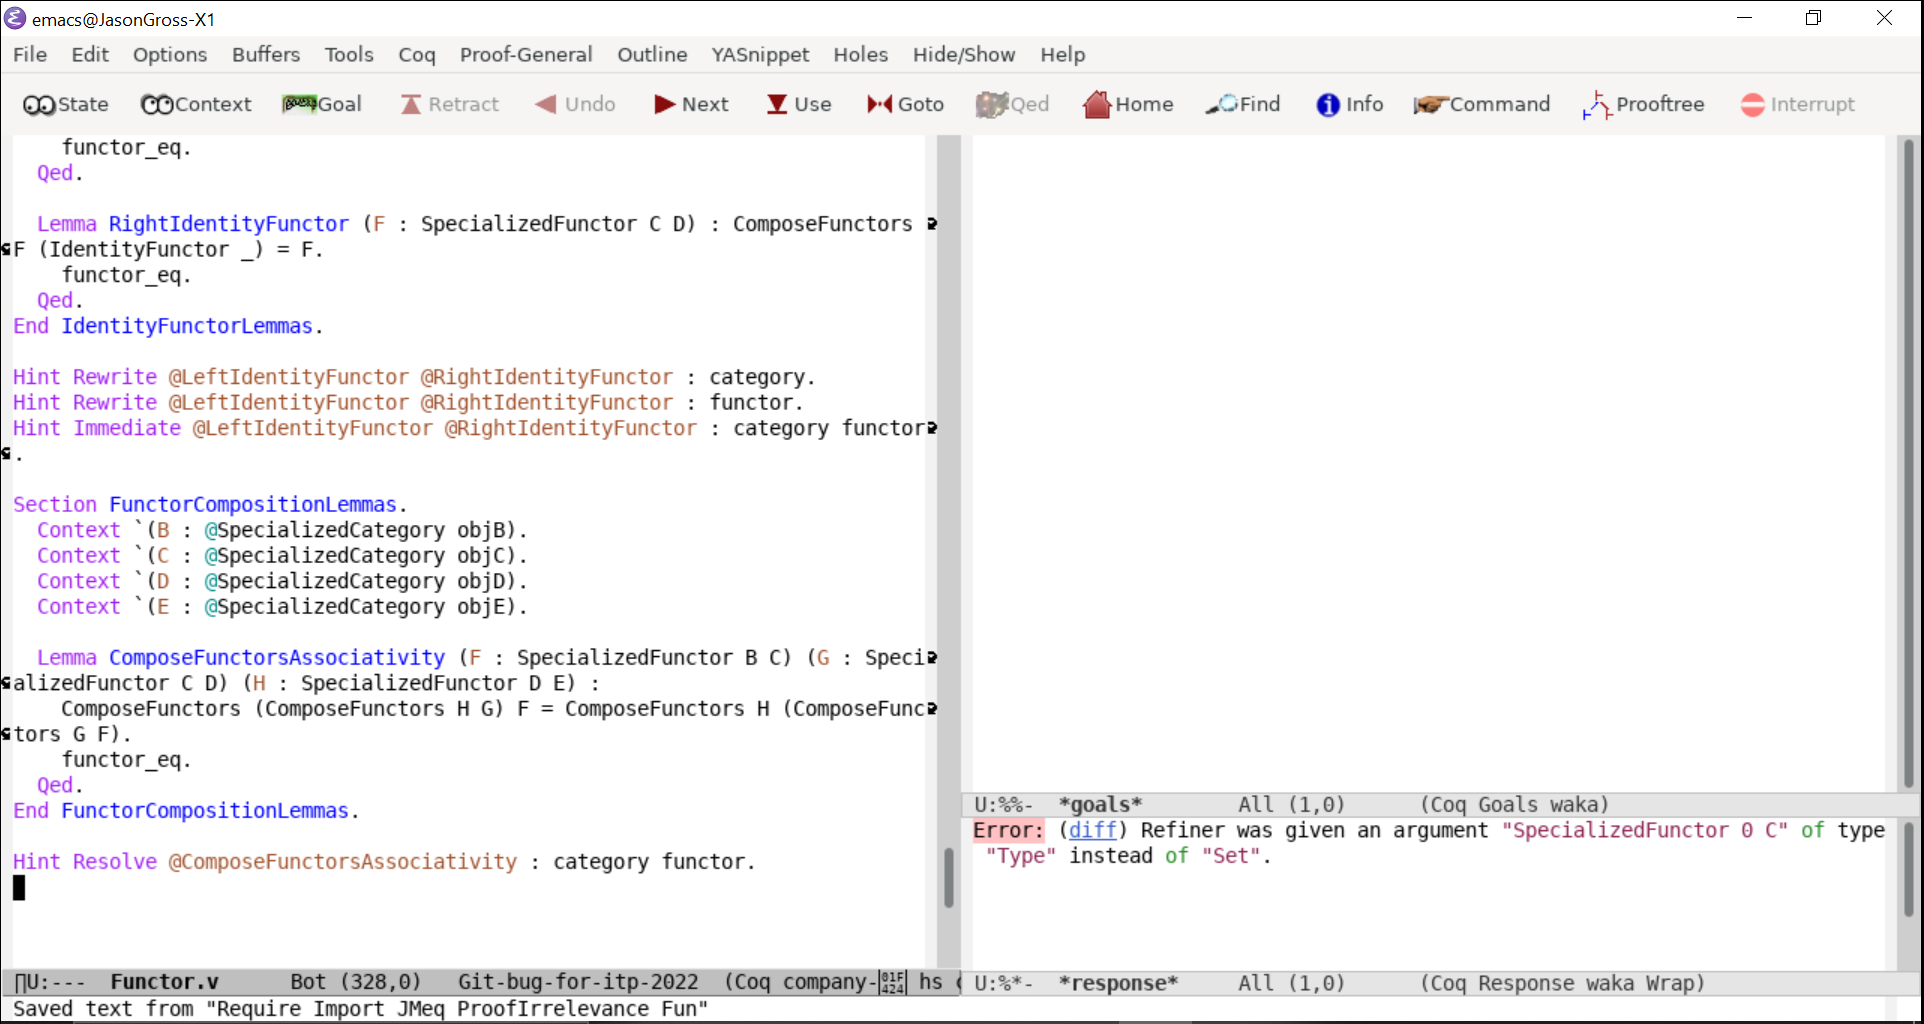 emacs@JasonGross-X1
File Edit Options Buffers Tools Coq Proof-General Outline YASnippet Holes Hide/Show Help
State Context Goal Retract Undo Next Use Goto Qed Home Find Info Command Prooftree Interrupt
functor_eq.
Qed.
Lemma RightIdentityFunctor (F : SpecializedFunctor C D) : ComposeFunctors
F (IdentityFunctor _) = F.
functor_eq.
Qed.
End IdentityFunctorLemmas.
Hint Rewrite @LeftIdentityFunctor @RightIdentityFunctor : category.
Hint Rewrite @LeftIdentityFunctor @RightIdentityFunctor : functor.
Hint Immediate @LeftIdentityFunctor @RightIdentityFunctor : category functor
.
Section FunctorCompositionLemmas.
Context `(B : @SpecializedCategory objB).
Context `(C : @SpecializedCategory objC).
Context `(D : @SpecializedCategory objD).
Context `(E : @SpecializedCategory objE).
Lemma ComposeFunctorsAssociativity (F : SpecializedFunctor B C) (G : Speci
alizedFunctor C D) (H : SpecializedFunctor D E) :
ComposeFunctors (ComposeFunctors H G) F = ComposeFunctors H (ComposeFunc
tors G F).
functor_eq.
Qed.
End FunctorCompositionLemmas.
Hint Resolve @ComposeFunctorsAssociativity : category functor.
U:--- Functor.v Bot (328,0) Git-bug-for-itp-2022 (Coq company-01F424 hs
Saved text from "Require Import JMeq ProofIrrelevance Fun"
U:%%- *goals* All (1,0) (Coq Goals waka)
Error: (diff) Refiner was given an argument "SpecializedFunctor 0 C" of type
"Type" instead of "Set".
U:%*- *response* All (1,0) (Coq Response waka Wrap)